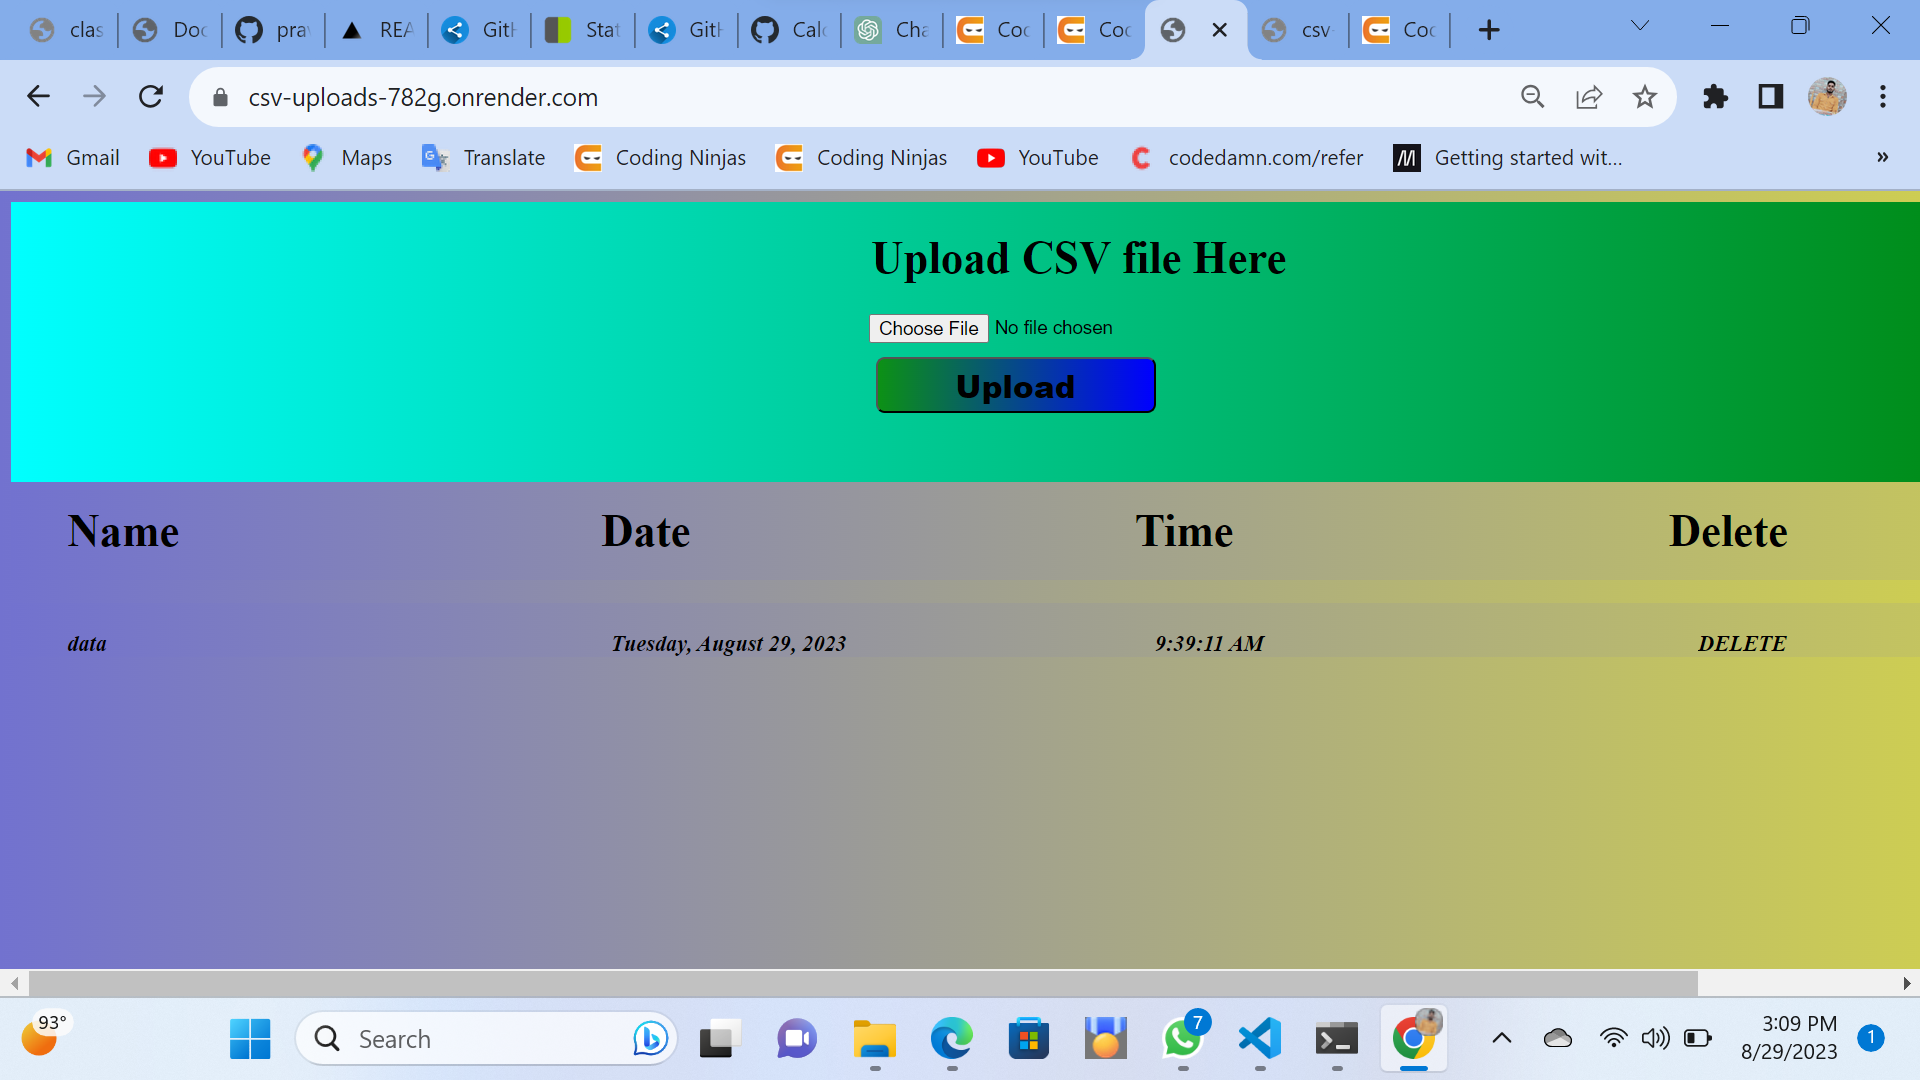 clas Doc pra REA GitH Stat GitH Calc Cha Cod Cod csv- Cod
csv-uploads-782g.onrender.com
Gmail YouTube Maps Translate Coding Ninjas Coding Ninjas YouTube codedamn.com/refer Getting started wit... »
Upload CSV file Here
Choose File No file chosen
Upload
Name Date Time Delete
data Tuesday, August 29, 2023 9:39:11 AM DELETE
93° Search 7 3:09 PM
8/29/2023 1